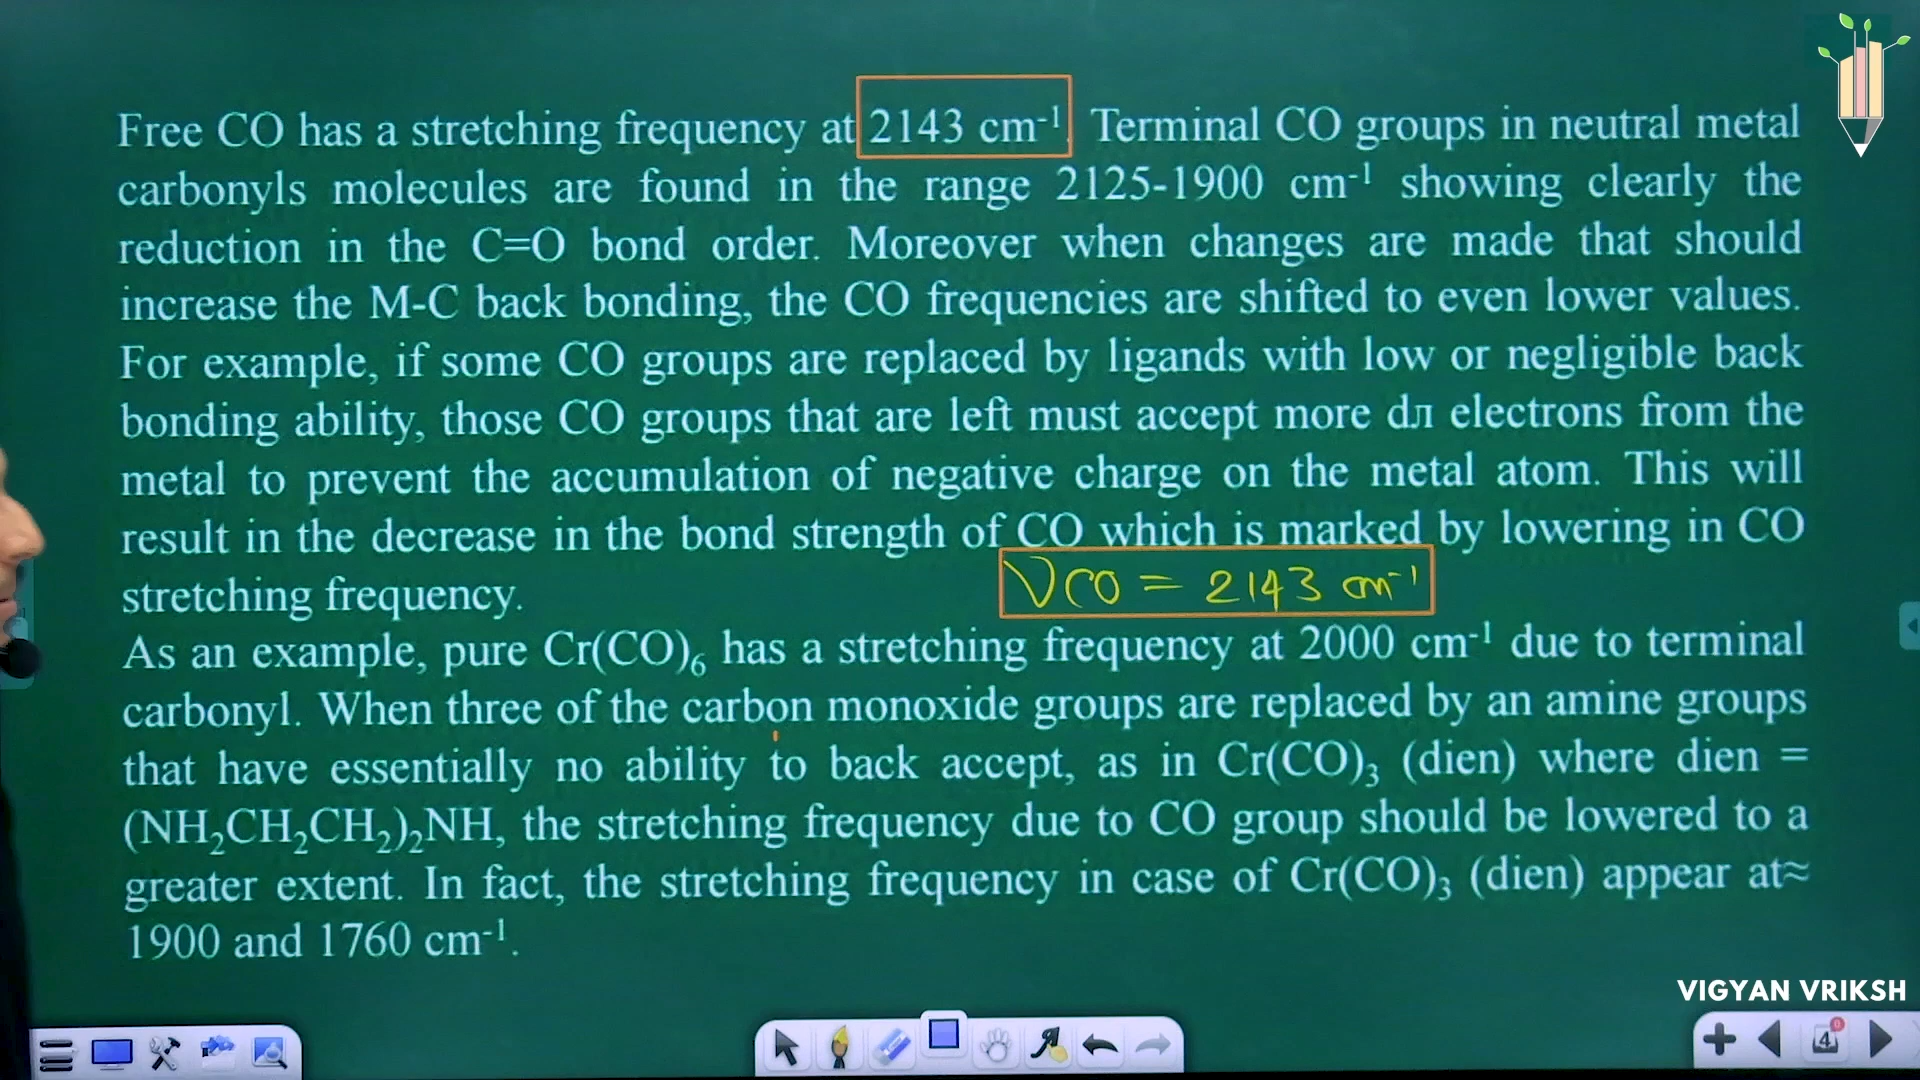 Free CO has a stretching frequency at 2143 cm⁻¹. Terminal CO groups in neutral metal
carbonyls molecules are found in the range 2125-1900 cm⁻¹ showing clearly the
reduction in the C=O bond order. Moreover when changes are made that should
increase the M-C back bonding, the CO frequencies are shifted to even lower values.
For example, if some CO groups are replaced by ligands with low or negligible back
bonding ability, those CO groups that are left must accept more dл electrons from the
metal to prevent the accumulation of negative charge on the metal atom. This will
result in the decrease in the bond strength of CO which is marked by lowering in CO
stretching frequency.
νCO = 2143 cm⁻¹
As an example, pure Cr(CO)₆ has a stretching frequency at 2000 cm⁻¹ due to terminal
carbonyl. When three of the carbon monoxide groups are replaced by an amine groups
that have essentially no ability to back accept, as in Cr(CO)₃ (dien) where dien =
(NH₂CH₂CH₂)₂NH, the stretching frequency due to CO group should be lowered to a
greater extent. In fact, the stretching frequency in case of Cr(CO)₃ (dien) appear at≈
1900 and 1760 cm⁻¹.
VIGYAN VRIKSH
4
0